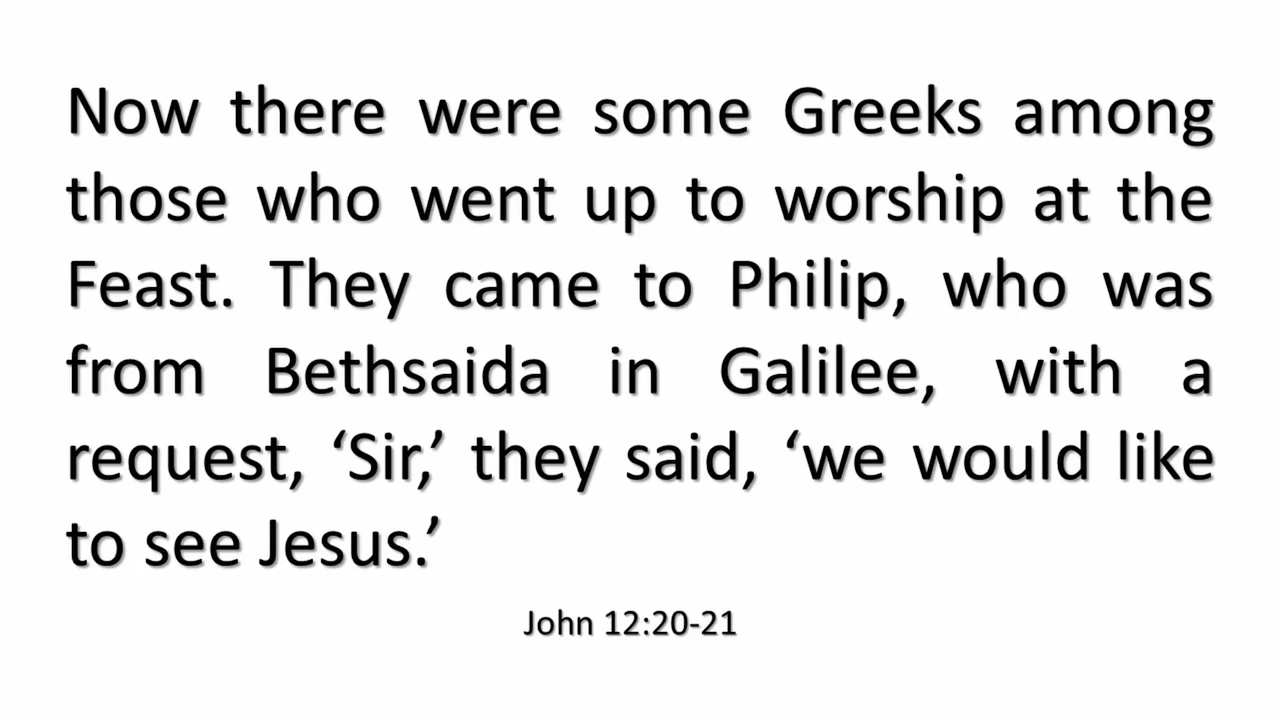 Now there were some Greeks among
those who went up to worship at the
Feast. They came to Philip, who was
from Bethsaida in Galilee, with a
request, ‘Sir,’ they said, ‘we would like
to see Jesus.’
John 12:20-21